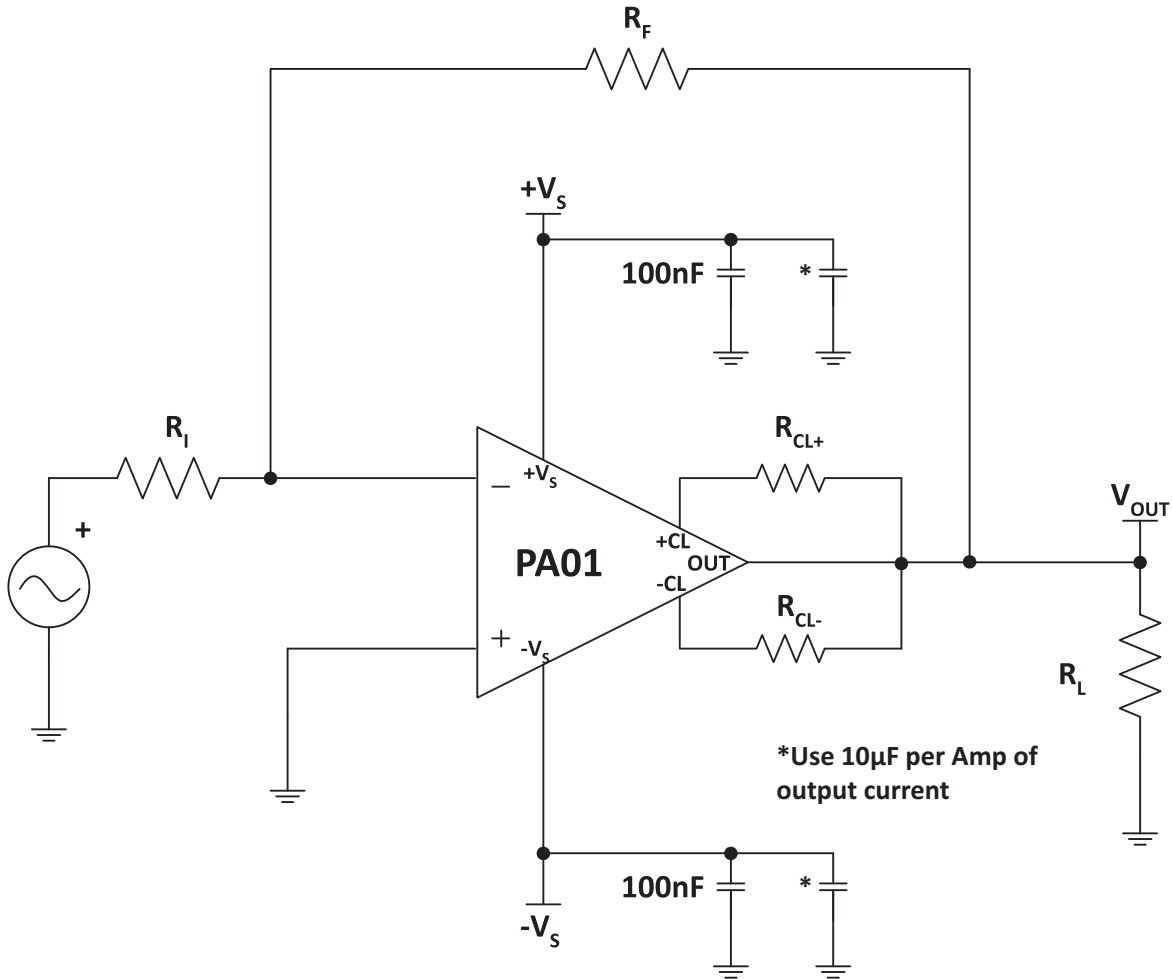 R_F
+V_S
100nF
*
R_I
R_CL+
+V_S
−
V_OUT
+
+CL
PA01
OUT
-CL
R_CL-
+
-V_S
R_L
*Use 10µF per Amp of
output current
100nF
*
-V_S